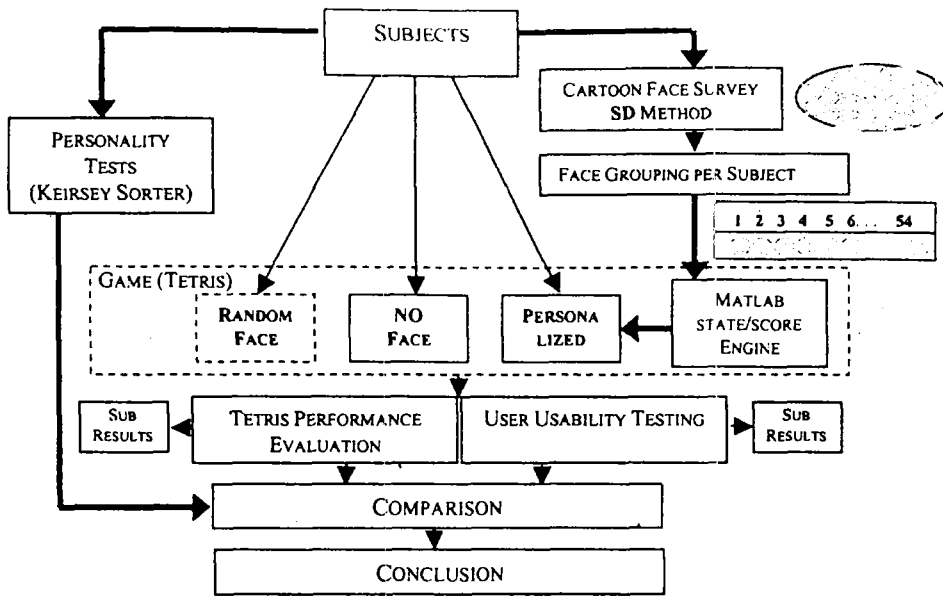 SUBJECTS
CARTOON FACE SURVEY
SD METHOD
PERSONALITY
TESTS
(KEIRSEY SORTER)
FACE GROUPING PER SUBJECT
1 2 3 4 5 6... 54
GAME (TETRIS)
RANDOM
FACE
NO
FACE
PERSONA
LIZED
MATLAB
STATE/SCORE
ENGINE
SUB
RESULTS
TETRIS PERFORMANCE
EVALUATION
USER USABILITY TESTING
SUB
RESULTS
COMPARISON
CONCLUSION